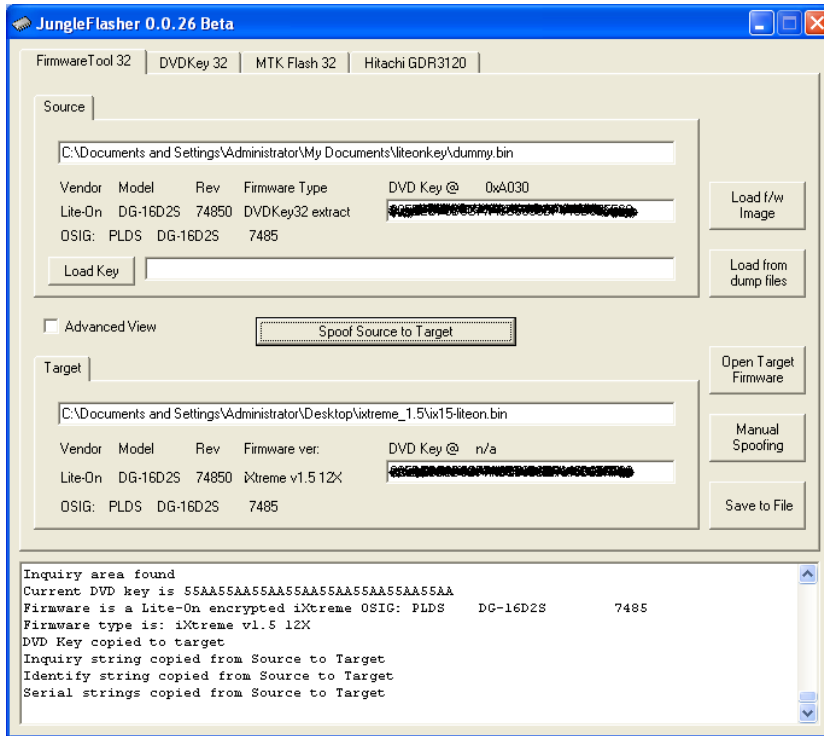 JungleFlasher 0.0.26 Beta
FirmwareTool 32 DVDKey 32 MTK Flash 32 Hitachi GDR3120
Source
C:\Documents and Settings\Administrator\My Documents\liteonkey\dummy.bin
Vendor Model Rev Firmware Type DVD Key @ 0xA030
Lite-On DG-16D2S 74850 DVDKey32 extract
OSIG: PLDS DG-16D2S 7485
Load Key
Load f/w
Image
Load from
dump files
Advanced View
Spoof Source to Target
Target
C:\Documents and Settings\Administrator\Desktop\ixtreme_1.5\ix15-liteon.bin
Vendor Model Rev Firmware ver: DVD Key @ n/a
Lite-On DG-16D2S 74850 iXtreme v1.5 12X
OSIG: PLDS DG-16D2S 7485
Open Target
Firmware
Manual
Spoofing
Save to File
Inquiry area found
Current DVD key is 55AA55AA55AA55AA55AA55AA55AA55AA
Firmware is a Lite-On encrypted iXtreme OSIG: PLDS DG-16D2S 7485
Firmware type is: iXtreme v1.5 12X
DVD Key copied to target
Inquiry string copied from Source to Target
Identify string copied from Source to Target
Serial strings copied from Source to Target